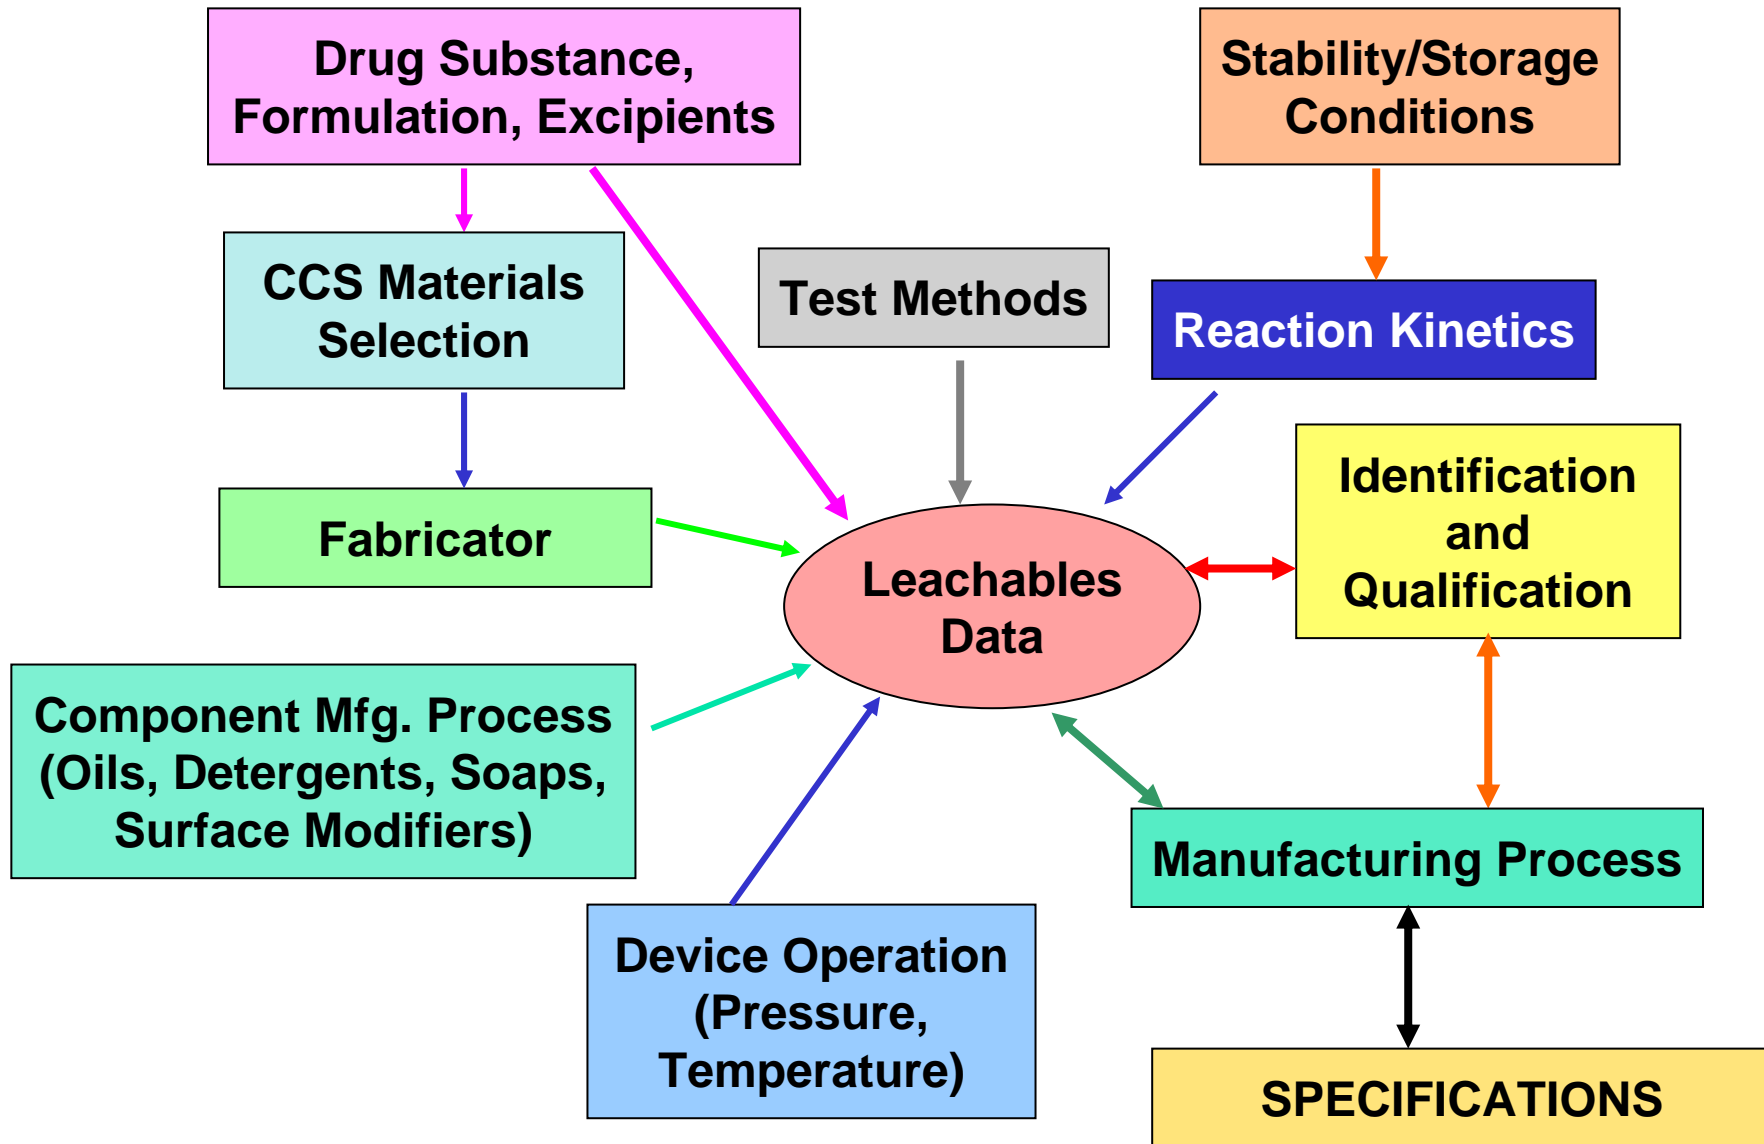 Drug Substance,
Formulation, Excipients
Stability/Storage
Conditions
CCS Materials
Selection
Test Methods
Reaction Kinetics
Identification
and
Qualification
Fabricator
Leachables
Data
Component Mfg. Process
(Oils, Detergents, Soaps,
Surface Modifiers)
Manufacturing Process
Device Operation
(Pressure,
Temperature)
SPECIFICATIONS